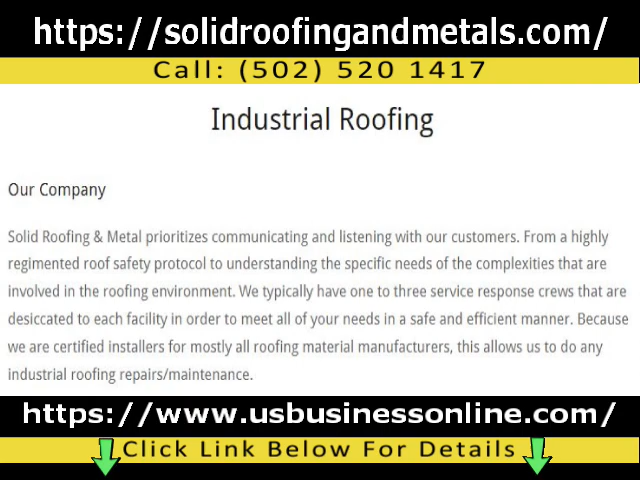 https://solidroofingandmetals.com/
Call: (502) 520 1417
Industrial Roofing
Our Company
Solid Roofing & Metal prioritizes communicating and listening with our customers. From a highly
regimented roof safety protocol to understanding the specific needs of the complexities that are
involved in the roofing environment. We typically have one to three service response crews that are
desiccated to each facility in order to meet all of your needs in a safe and efficient manner. Because
we are certified installers for mostly all roofing material manufacturers, this allows us to do any
industrial roofing repairs/maintenance.
https://www.usbusinessonline.com/
Click Link Below For Details